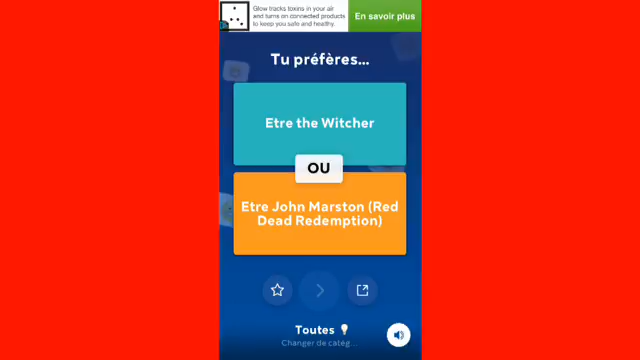 Glow tracks toxins in your air
and turns on connected products
to keep you safe and healthy.
En savoir plus
Tu préfères...
Etre the Witcher
OU
Etre John Marston (Red
Dead Redemption)
Toutes
Changer de catég...